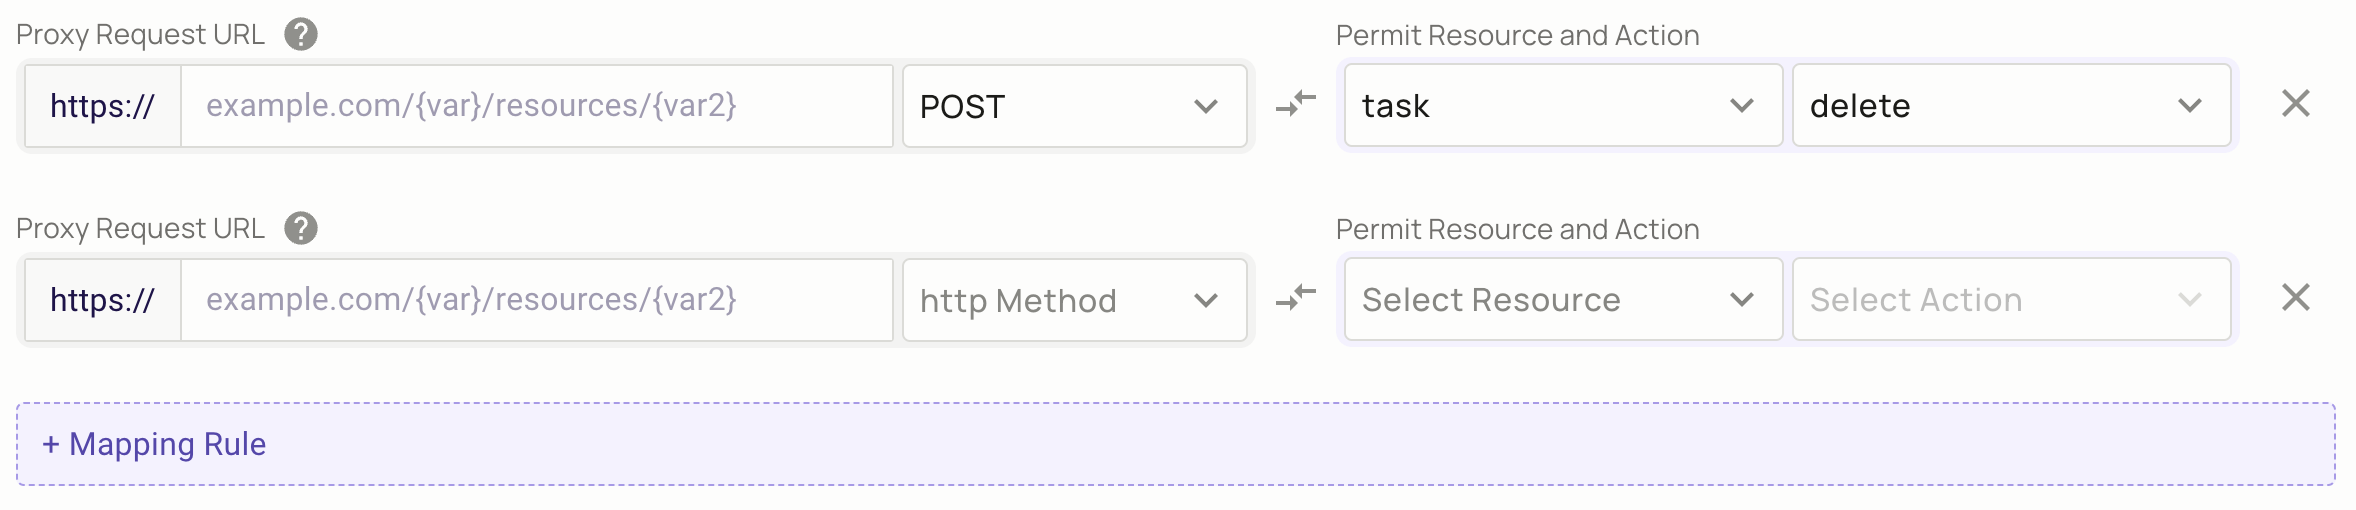 Proxy Request URL ? Permit Resource and Action
https:// example.com/{var}/resources/{var2} POST task delete
Proxy Request URL ? Permit Resource and Action
https:// example.com/{var}/resources/{var2} http Method Select Resource Select Action
+ Mapping Rule